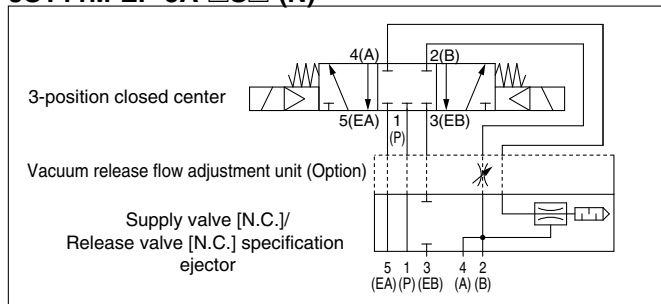 4(A) 2(B)
3-position closed center
5(EA) 1 3(EB)
(P)
Vacuum release flow adjustment unit (Option)
Supply valve [N.C.]/
Release valve [N.C.] specification
ejector
5 1 3 4 2
(EA) (P) (EB) (A) (B)